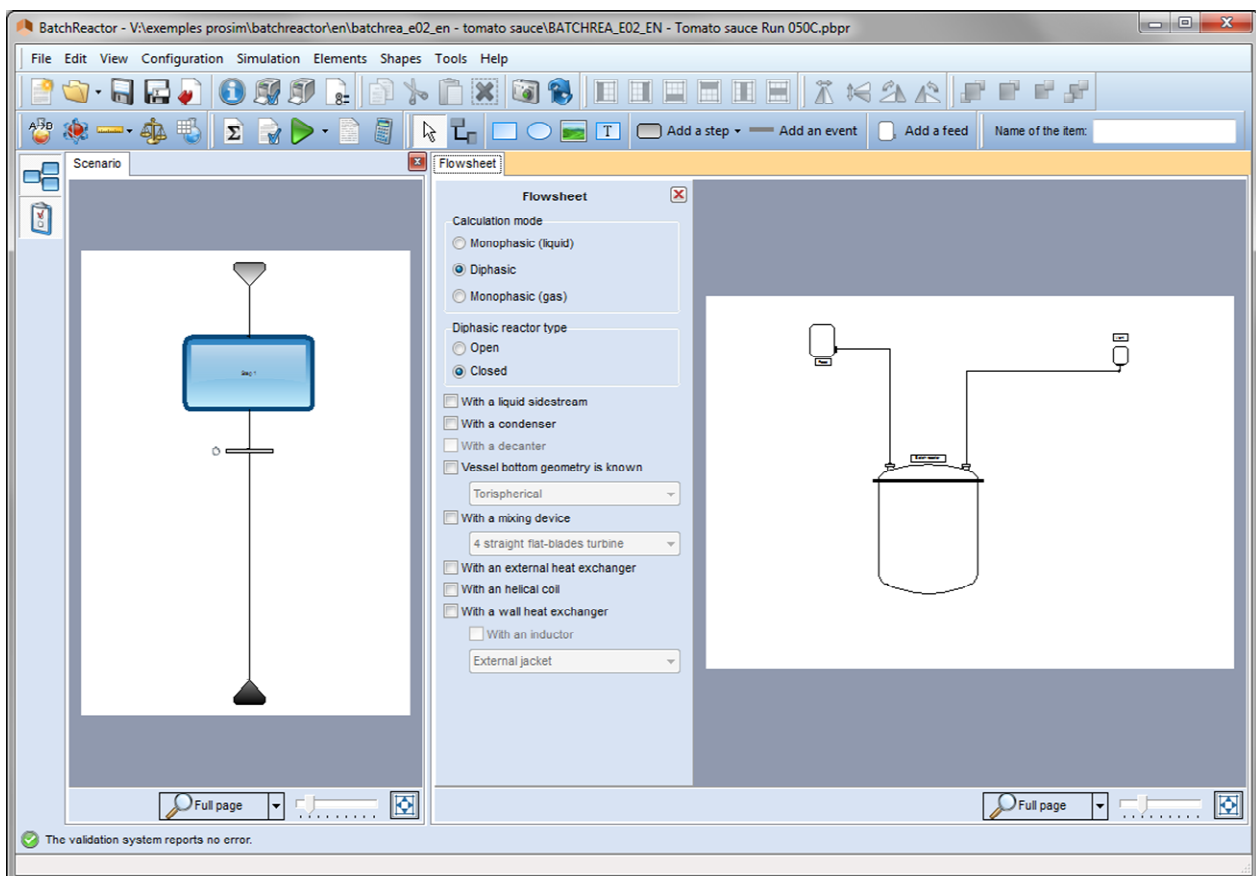 BatchReactor - V:\exemples prosim\batchreactor\en\batchrea_e02_en - tomato sauce\BATCHREA_E02_EN - Tomato sauce Run 050C.pbpr
File Edit View Configuration Simulation Elements Shapes Tools Help
Add a step Add an event Add a feed Name of the item:
Scenario
Flowsheet
Flowsheet
Calculation mode
Monophasic (liquid)
Diphasic
Monophasic (gas)
Diphasic reactor type
Open
Closed
With a liquid sidestream
With a condenser
With a decanter
Vessel bottom geometry is known
Torispherical
With a mixing device
4 straight flat-blades turbine
With an external heat exchanger
With an helical coil
With a wall heat exchanger
With an inductor
External jacket
Full page
Full page
The validation system reports no error.